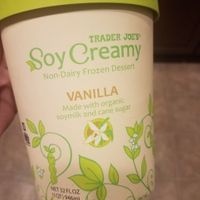 TRADER JOE'S
Soy Creamy
Non-Dairy Frozen Dessert
VANILLA
Made with organic
soymilk and cane sugar
NET 32 FL OZ